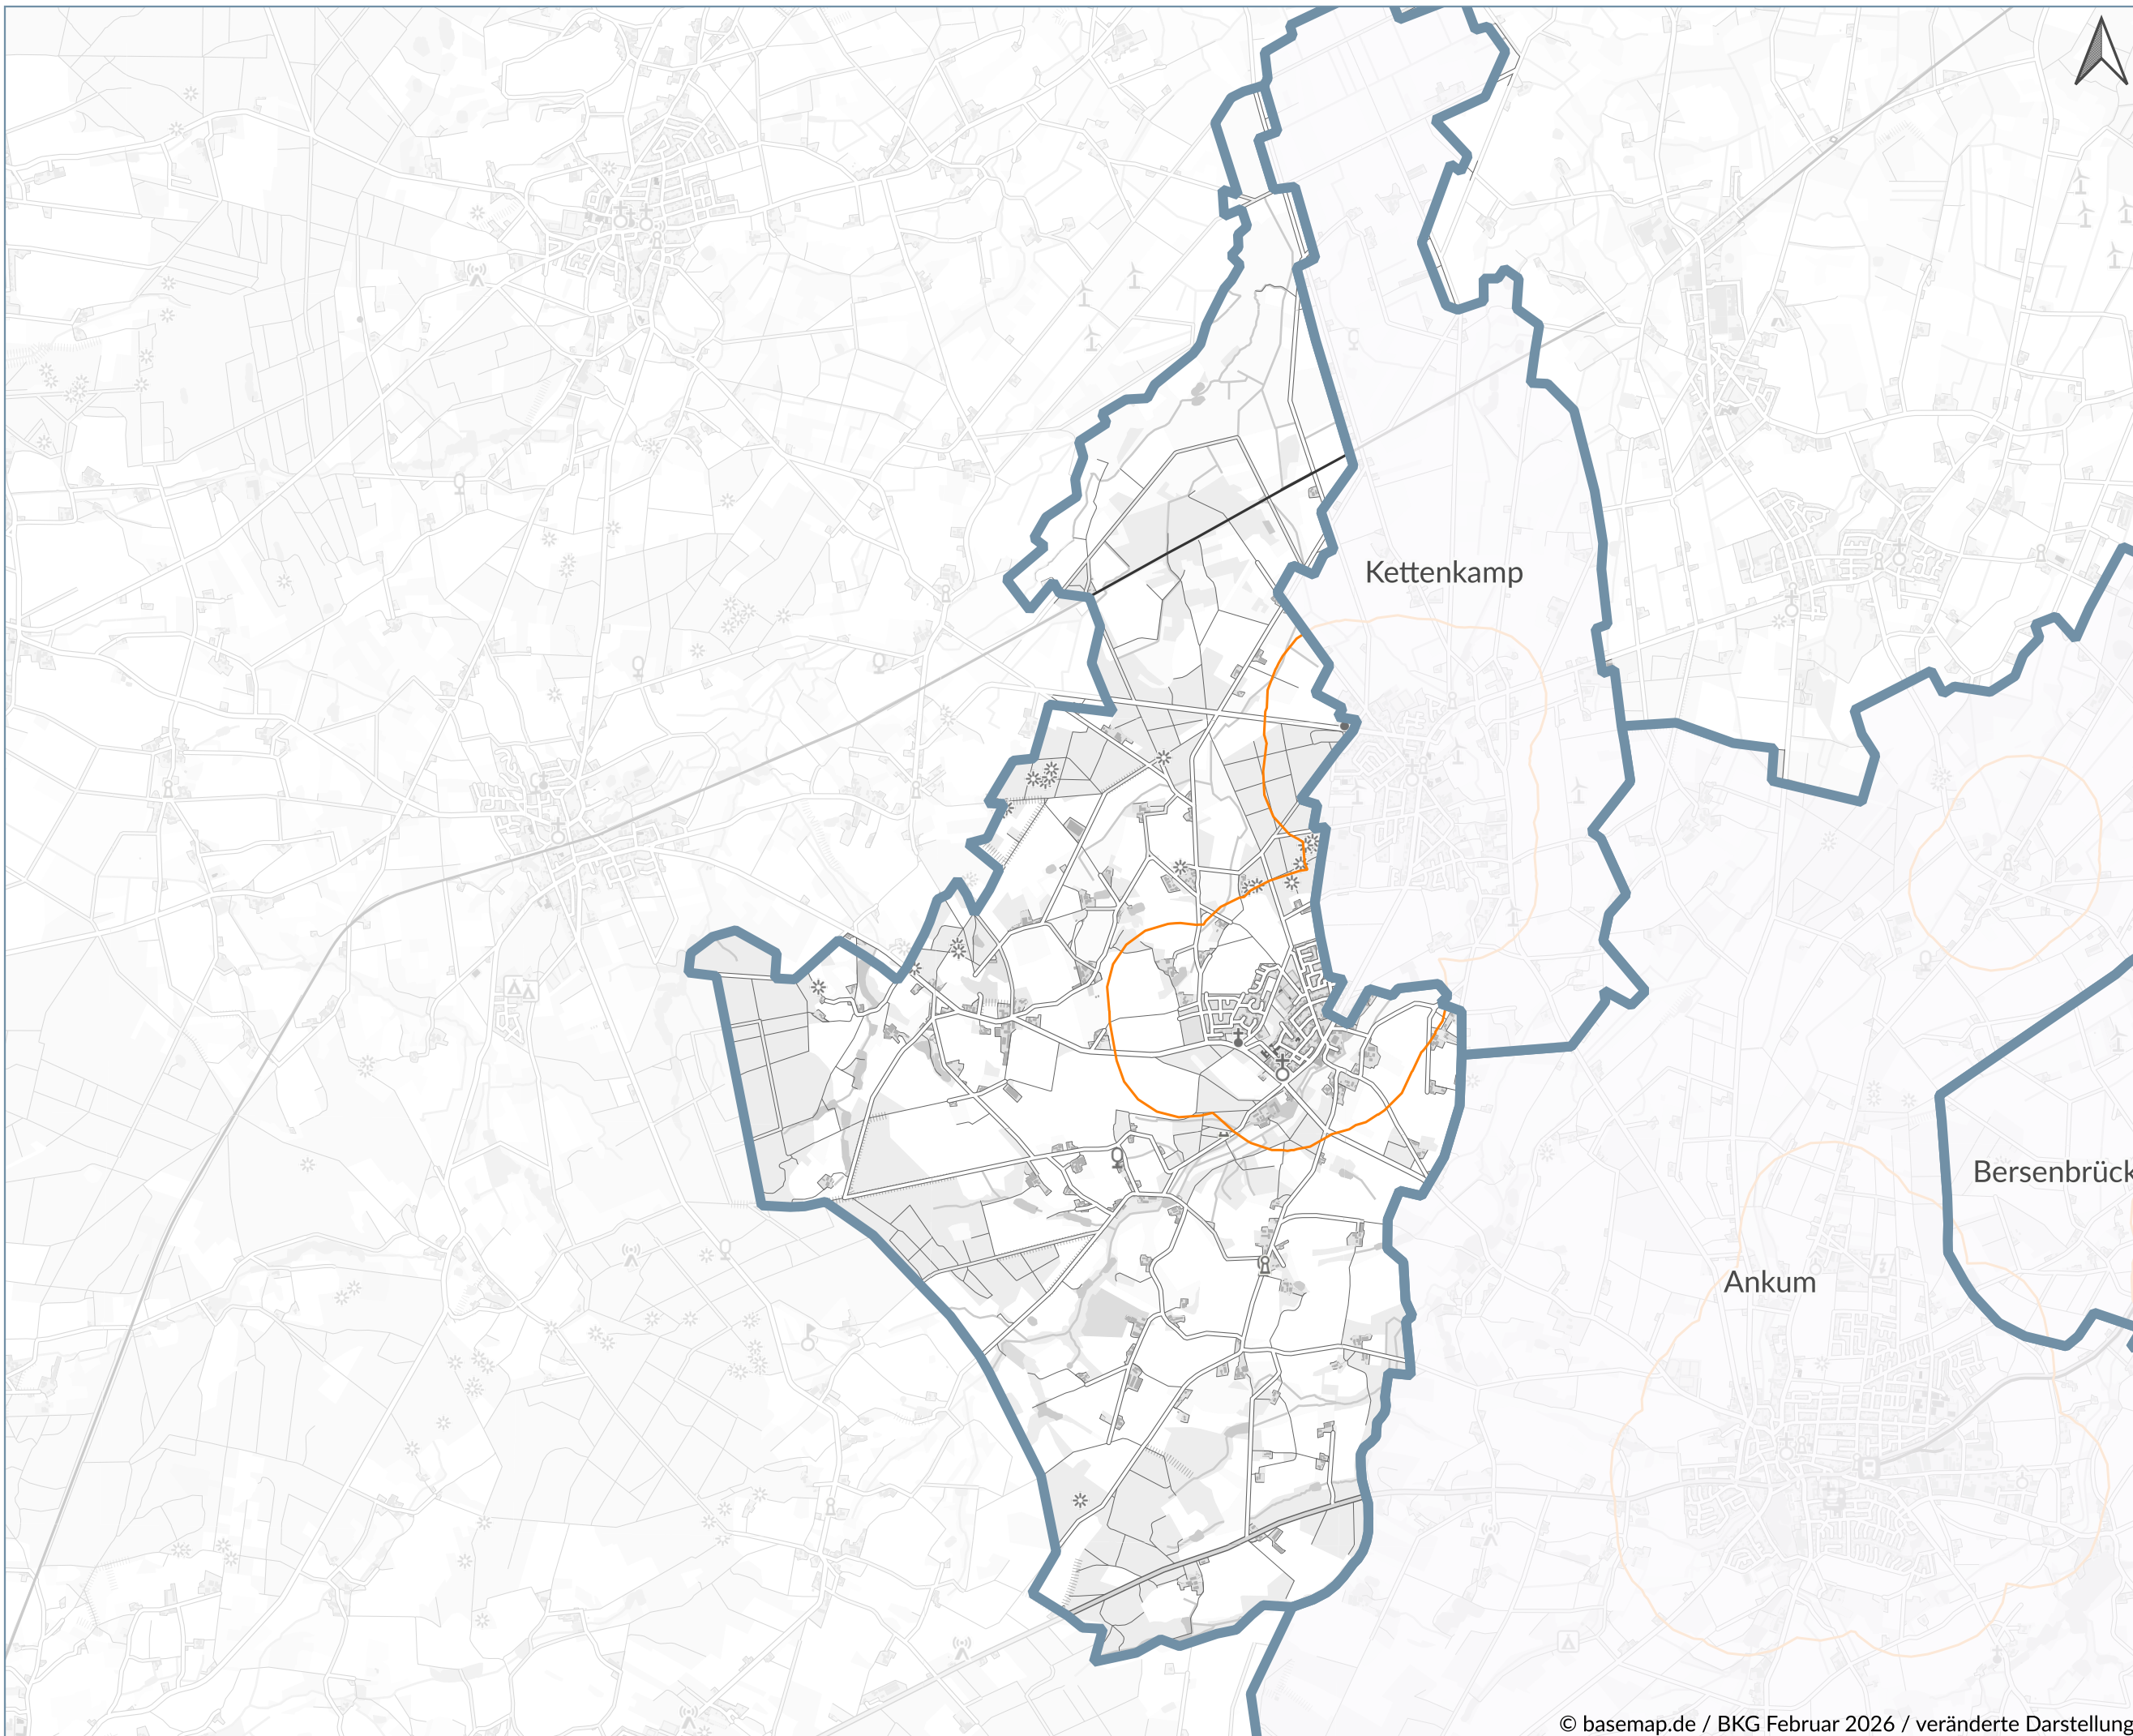 Kettenkamp
Bersenbrück
Ankum
© basemap.de / BKG Februar 2026 / veränderte Darstellung